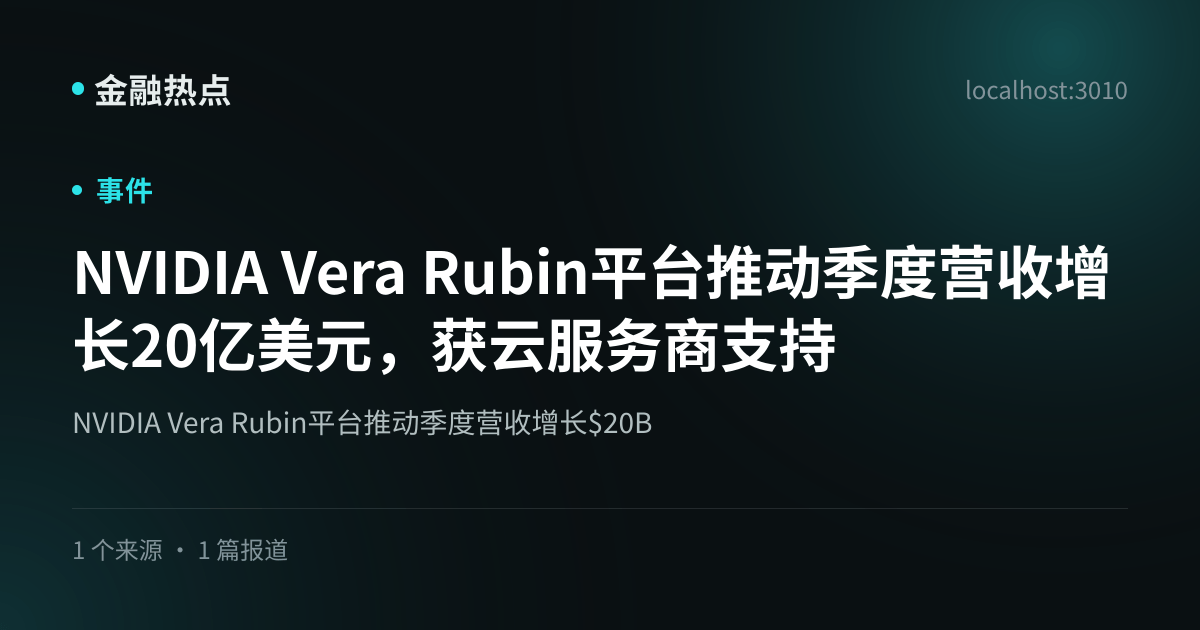 金融热点
localhost:3010
事件
NVIDIA Vera Rubin平台推动季度营收增
长20亿美元，获云服务商支持
NVIDIA Vera Rubin平台推动季度营收增长$20B
1 个来源 · 1 篇报道